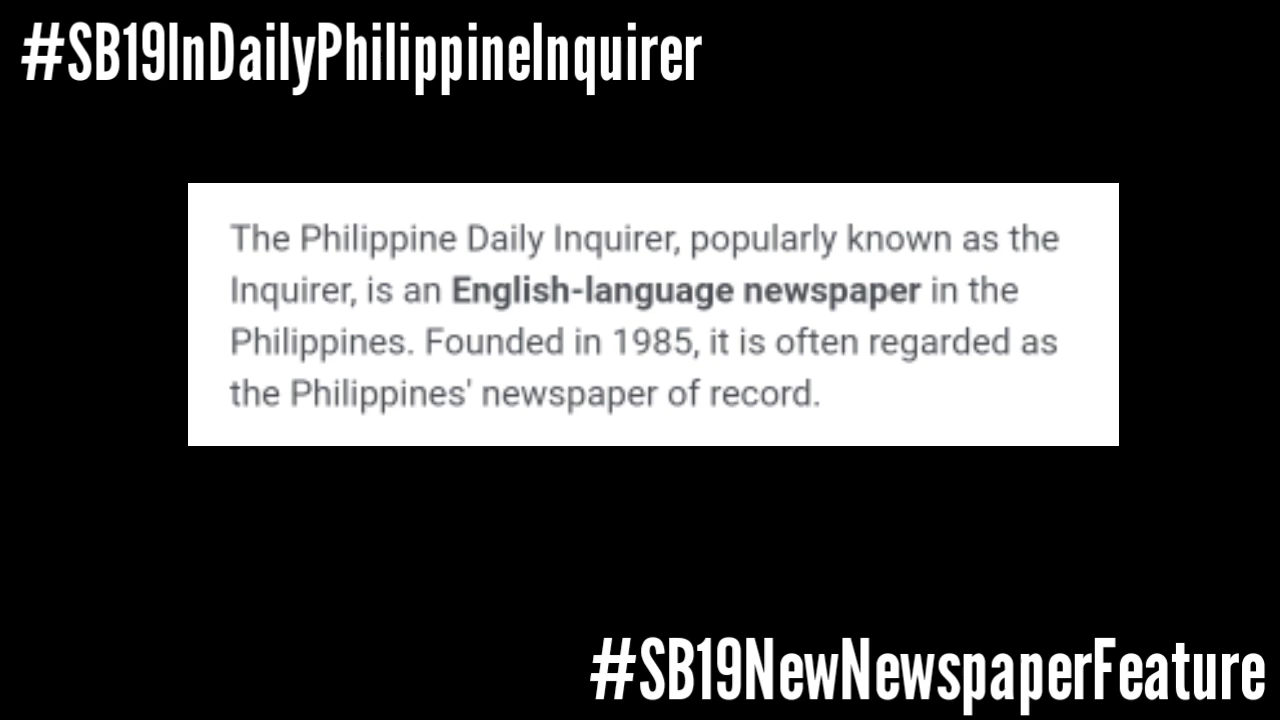 #SB19InDailyPhilippineInquirer
The Philippine Daily Inquirer, popularly known as the
Inquirer, is an English-language newspaper in the
Philippines. Founded in 1985, it is often regarded as
the Philippines' newspaper of record.
#SB19NewNewspaperFeature